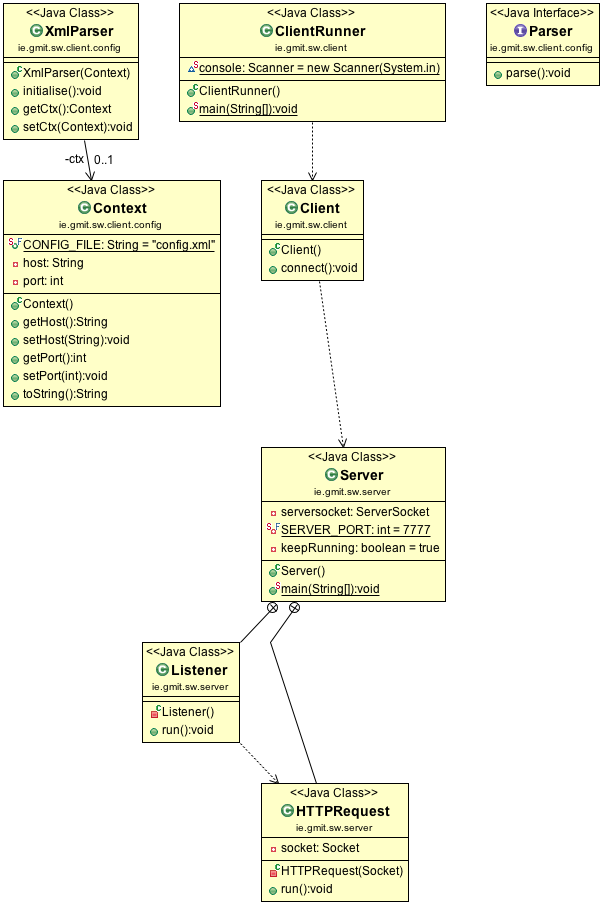 <<Java Class>>
XmlParser
ie.gmit.sw.client.config
XmlParser(Context)
initialise():void
getCtx():Context
setCtx(Context):void
<<Java Class>>
ClientRunner
ie.gmit.sw.client
console: Scanner = new Scanner(System.in)
ClientRunner()
main(String[]):void
<<Java Interface>>
Parser
ie.gmit.sw.client.config
parse():void
-ctx 0..1
<<Java Class>>
Context
ie.gmit.sw.client.config
CONFIG_FILE: String = "config.xml"
host: String
port: int
Context()
getHost():String
setHost(String):void
getPort():int
setPort(int):void
toString():String
<<Java Class>>
Client
ie.gmit.sw.client
Client()
connect():void
<<Java Class>>
Server
ie.gmit.sw.server
serversocket: ServerSocket
SERVER_PORT: int = 7777
keepRunning: boolean = true
Server()
main(String[]):void
<<Java Class>>
Listener
ie.gmit.sw.server
Listener()
run():void
<<Java Class>>
HTTPRequest
ie.gmit.sw.server
socket: Socket
HTTPRequest(Socket)
run():void